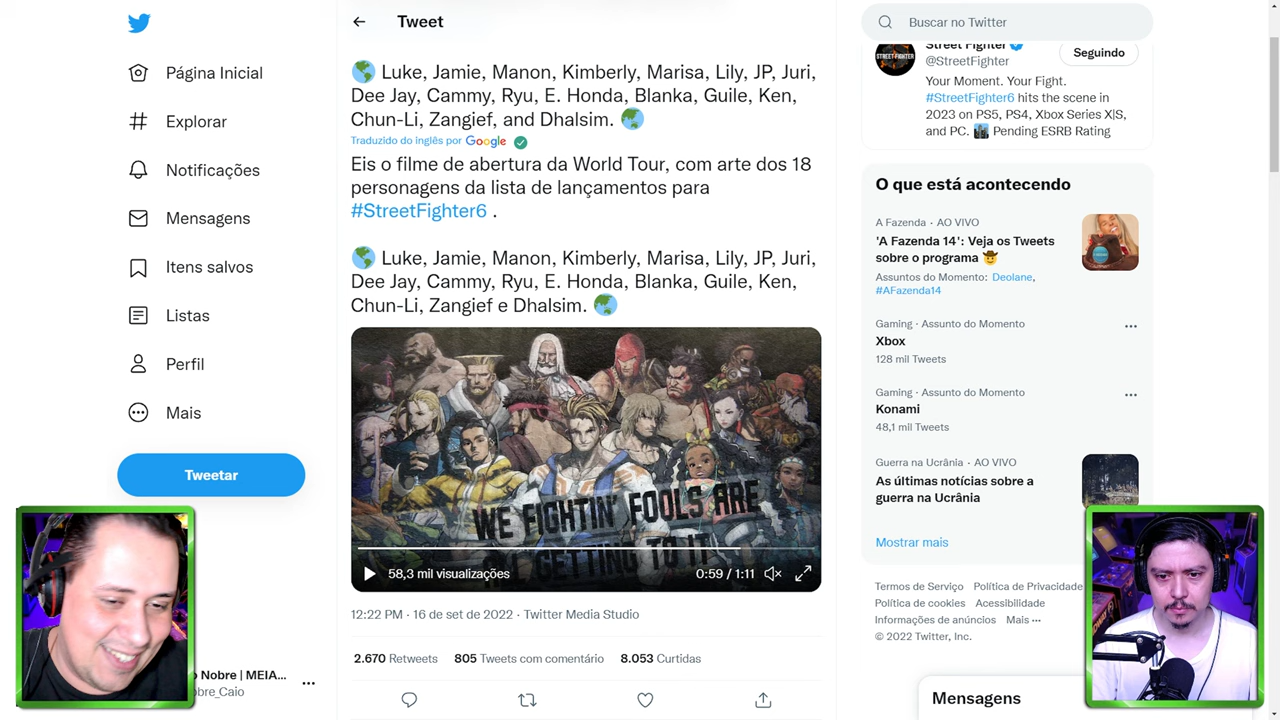 Página Inicial
Explorar
Notificações
Mensagens
Itens salvos
Listas
Perfil
Mais
Tweetar
Nobre | MEIA...
obre_Caio
Tweet
Luke, Jamie, Manon, Kimberly, Marisa, Lily, JP, Juri,
Dee Jay, Cammy, Ryu, E. Honda, Blanka, Guile, Ken,
Chun-Li, Zangief, and Dhalsim.
Traduzido do inglês por Google
Eis o filme de abertura da World Tour, com arte dos 18
personagens da lista de lançamentos para
#StreetFighter6 .
Luke, Jamie, Manon, Kimberly, Marisa, Lily, JP, Juri,
Dee Jay, Cammy, Ryu, E. Honda, Blanka, Guile, Ken,
Chun-Li, Zangief e Dhalsim.
WE FIGHTIN' FOOLS ARE
GETTING TO IT
58,3 mil visualizações
0:59 / 1:11
12:22 PM · 16 de set de 2022 · Twitter Media Studio
2.670 Retweets 805 Tweets com comentário 8.053 Curtidas
Buscar no Twitter
Street Fighter
Seguindo
@StreetFighter
Your Moment. Your Fight.
#StreetFighter6 hits the scene in
2023 on PS5, PS4, Xbox Series X|S,
and PC. Pending ESRB Rating
O que está acontecendo
A Fazenda · AO VIVO
'A Fazenda 14': Veja os Tweets
sobre o programa
Assuntos do Momento: Deolane,
#AFazenda14
Gaming · Assunto do Momento
Xbox
128 mil Tweets
Gaming · Assunto do Momento
Konami
48,1 mil Tweets
Guerra na Ucrânia · AO VIVO
As últimas notícias sobre a
guerra na Ucrânia
Mostrar mais
Termos de Serviço Política de Privacidade
Política de cookies Acessibilidade
Informações de anúncios Mais ···
© 2022 Twitter, Inc.
Mensagens